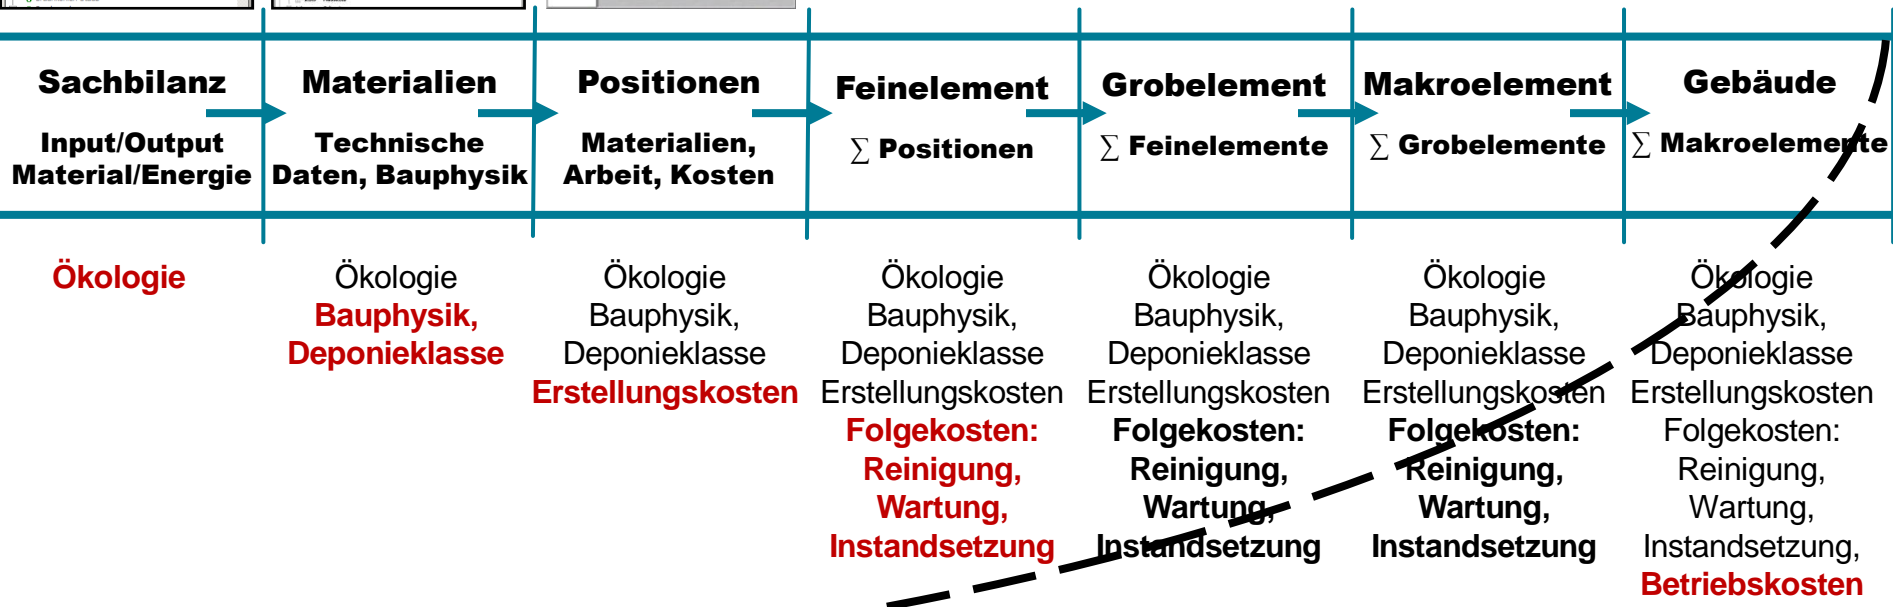 Sachbilanz
Input/Output
Material/Energie
Materialien
Technische
Daten, Bauphysik
Positionen
Materialien,
Arbeit, Kosten
Feinelement
∑ Positionen
Grobelement
∑ Feinelemente
Makroelement
∑ Grobelemente
Gebäude
∑ Makroelemente
Ökologie
Ökologie
Bauphysik,
Deponieklasse
Ökologie
Bauphysik,
Deponieklasse
Erstellungskosten
Ökologie
Bauphysik,
Deponieklasse
Erstellungskosten
Folgekosten:
Reinigung,
Wartung,
Instandsetzung
Ökologie
Bauphysik,
Deponieklasse
Erstellungskosten
Folgekosten:
Reinigung,
Wartung,
Instandsetzung
Ökologie
Bauphysik,
Deponieklasse
Erstellungskosten
Folgekosten:
Reinigung,
Wartung,
Instandsetzung
Ökologie
Bauphysik,
Deponieklasse
Erstellungskosten
Folgekosten:
Reinigung,
Wartung,
Instandsetzung,
Betriebskosten